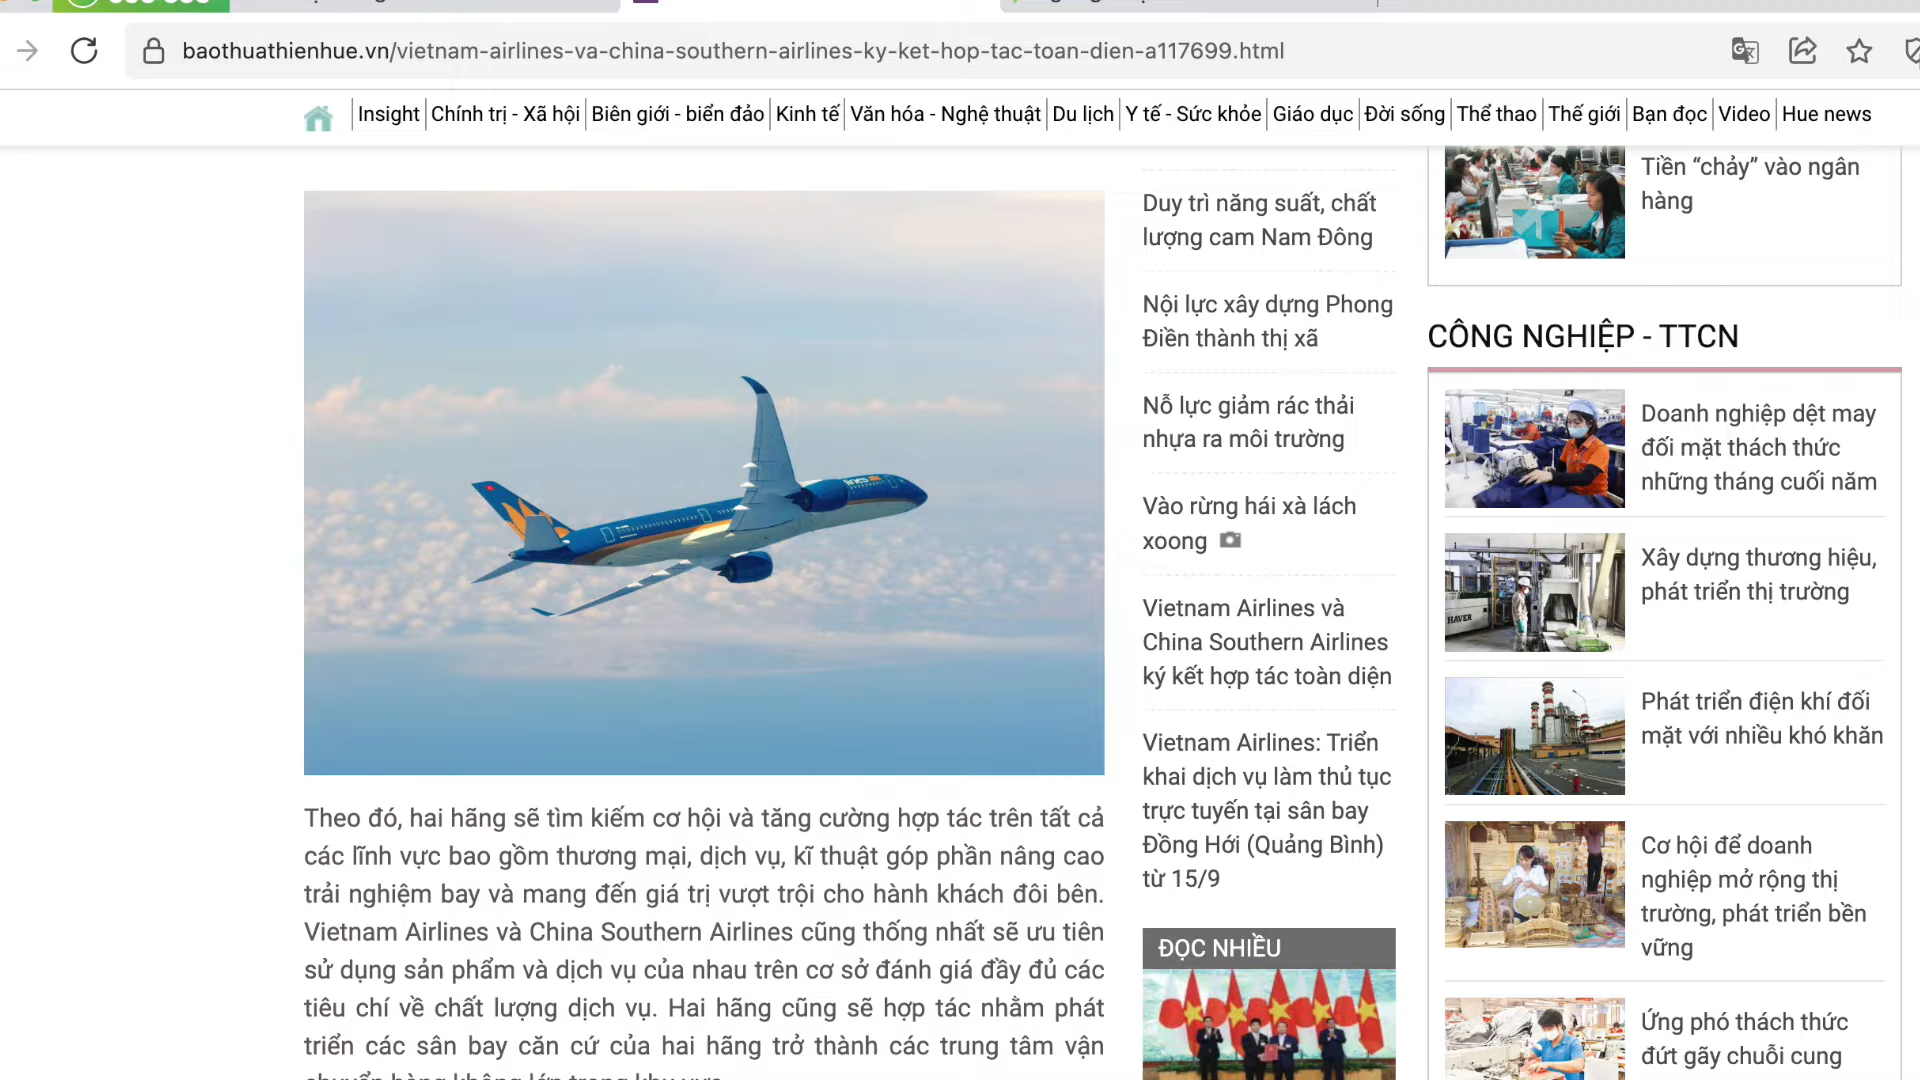 baothuathienhue.vn/vietnam-airlines-va-china-southern-airlines-ky-ket-hop-tac-toan-dien-a117699.html
Insight Chính trị - Xã hội Biên giới - biển đảo Kinh tế Văn hóa - Nghệ thuật Du lịch Y tế - Sức khỏe Giáo dục Đời sống Thể thao Thế giới Bạn đọc Video Hue news
Theo đó, hai hãng sẽ tìm kiếm cơ hội và tăng cường hợp tác trên tất cả
các lĩnh vực bao gồm thương mại, dịch vụ, kĩ thuật góp phần nâng cao
trải nghiệm bay và mang đến giá trị vượt trội cho hành khách đôi bên.
Vietnam Airlines và China Southern Airlines cũng thống nhất sẽ ưu tiên
sử dụng sản phẩm và dịch vụ của nhau trên cơ sở đánh giá đầy đủ các
tiêu chí về chất lượng dịch vụ. Hai hãng cũng sẽ hợp tác nhằm phát
triển các sân bay căn cứ của hai hãng trở thành các trung tâm vận
Duy trì năng suất, chất
lượng cam Nam Đông
Nội lực xây dựng Phong
Điền thành thị xã
Nỗ lực giảm rác thải
nhựa ra môi trường
Vào rừng hái xà lách
xoong
Vietnam Airlines và
China Southern Airlines
ký kết hợp tác toàn diện
Vietnam Airlines: Triển
khai dịch vụ làm thủ tục
trực tuyến tại sân bay
Đồng Hới (Quảng Bình)
từ 15/9
ĐỌC NHIỀU
Tiền “chảy” vào ngân
hàng
CÔNG NGHIỆP - TTCN
Doanh nghiệp dệt may
đối mặt thách thức
những tháng cuối năm
HAVER
Xây dựng thương hiệu,
phát triển thị trường
Phát triển điện khí đối
mặt với nhiều khó khăn
Cơ hội để doanh
nghiệp mở rộng thị
trường, phát triển bền
vững
Ứng phó thách thức
đứt gãy chuỗi cung